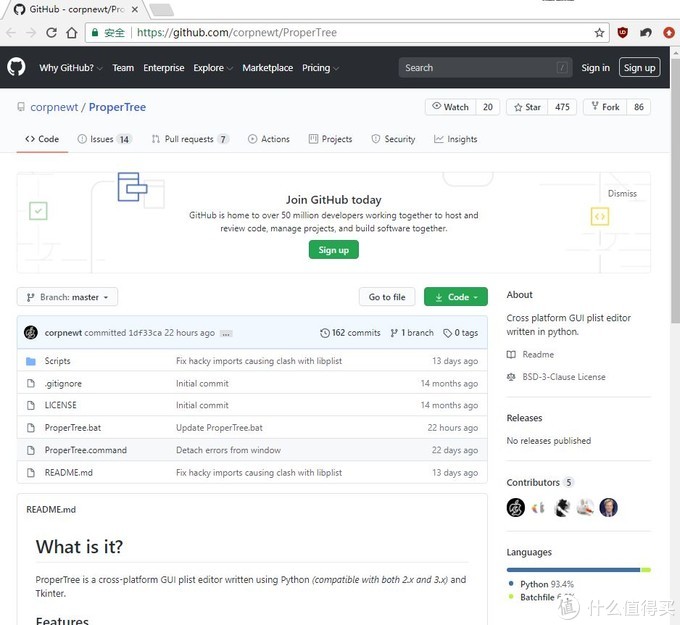 GitHub - corpnewt/Pro
安全
https://github.com/corpnewt/ProperTree
Why GitHub? Team Enterprise Explore Marketplace Pricing
Search /
Sign in Sign up
corpnewt / ProperTree
Watch 20 Star 475 Fork 86
Code Issues 14 Pull requests 7 Actions Projects Security Insights
Join GitHub today
Dismiss
GitHub is home to over 50 million developers working together to host and
review code, manage projects, and build software together.
Sign up
Branch: master
Go to file
Code
corpnewt committed 1df33ca 22 hours ago ...
162 commits 1 branch 0 tags
Scripts Fix hacky imports causing clash with libplist 13 days ago
.gitignore Initial commit 14 months ago
LICENSE Initial commit 14 months ago
ProperTree.bat Update ProperTree.bat 22 hours ago
ProperTree.command Detach errors from window 22 days ago
README.md Fix hacky imports causing clash with libplist 13 days ago
README.md
What is it?
ProperTree is a cross-platform GUI plist editor written using Python (compatible with both 2.x and 3.x) and
Tkinter.
Features
About
Cross platform GUI plist editor
written in python.
Readme
BSD-3-Clause License
Releases
No releases published
Contributors 5
Languages
Python 93.4%
Batchfile
值 什么值得买